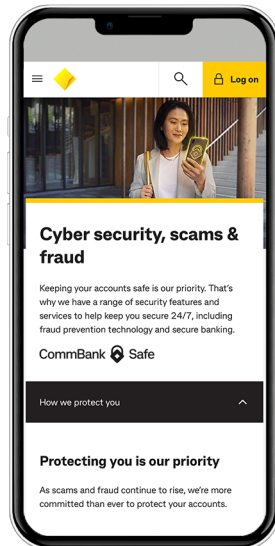 Log on
Cyber security, scams &
fraud
Keeping your accounts safe is our priority. That's
why we have a range of security features and
services to help keep you secure 24/7, including
fraud prevention technology and secure banking.
CommBank Safe
How we protect you
Protecting you is our priority
As scams and fraud continue to rise, we're more
committed than ever to protect your accounts.